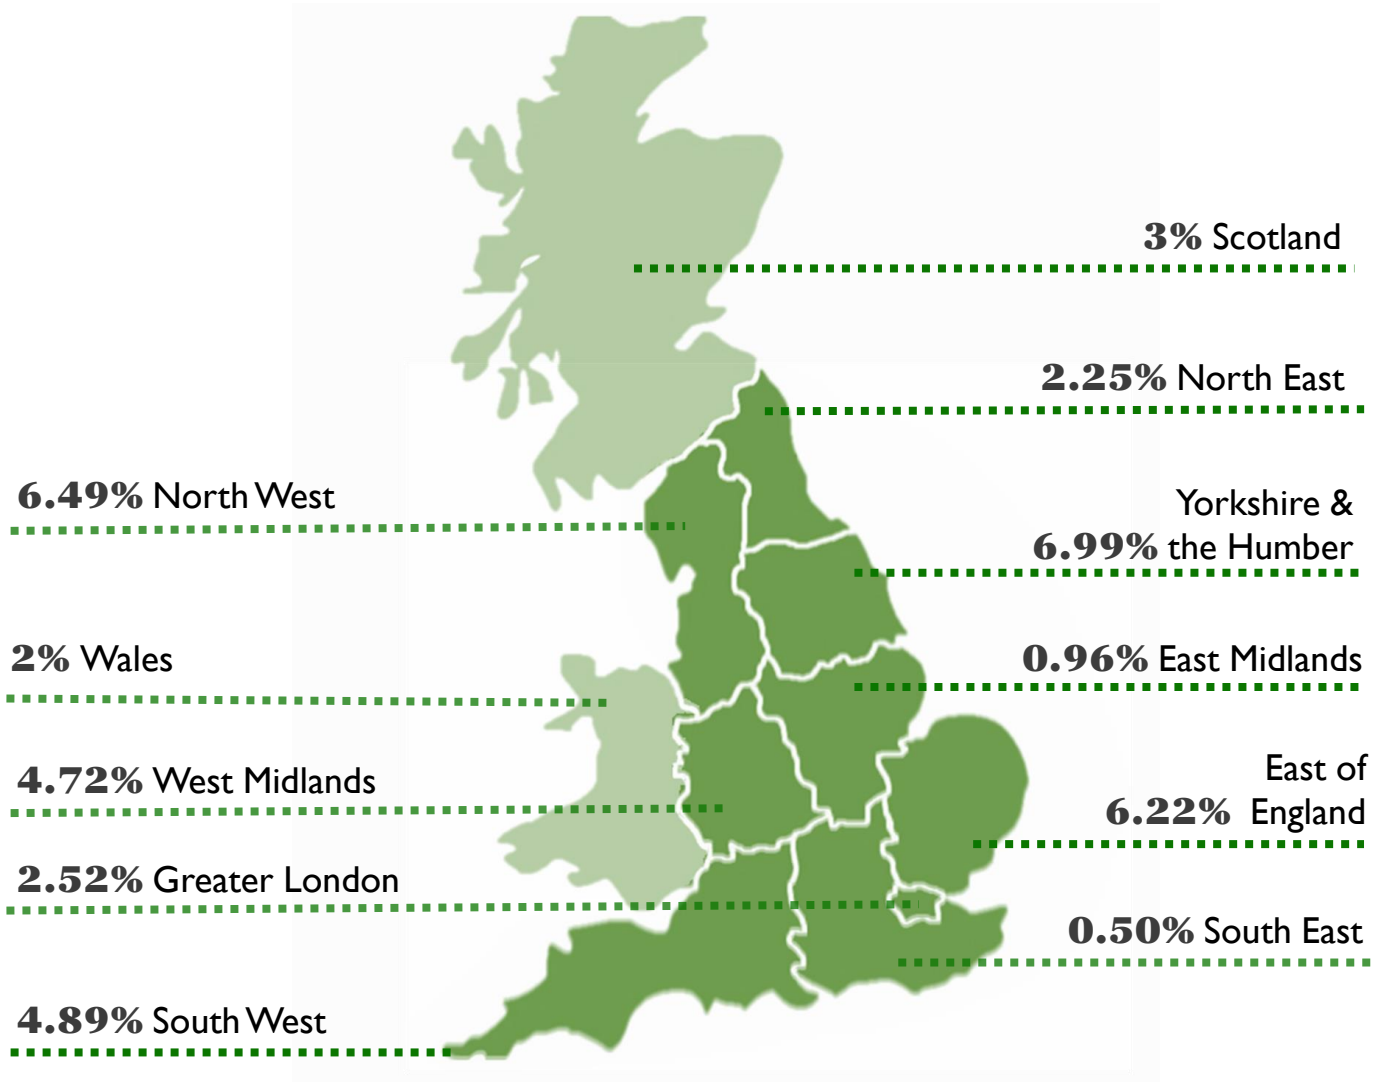 3% Scotland
2.25% North East
6.49% North West
Yorkshire &
6.99% the Humber
2% Wales
0.96% East Midlands
4.72% West Midlands
East of
6.22% England
2.52% Greater London
0.50% South East
4.89% South West